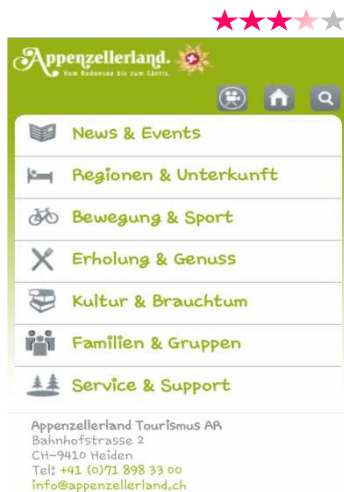 Appenzellerland.
Vom Bodensee bis zum Säntis.
News & Events
Regionen & Unterkunft
Bewegung & Sport
Erholung & Genuss
Kultur & Brauchtum
Familien & Gruppen
Service & Support
Appenzellerland Tourismus AR
Bahnhofstrasse 2
CH-9410 Heiden
Tel: +41 (0)71 898 33 00
info@appenzellerland.ch